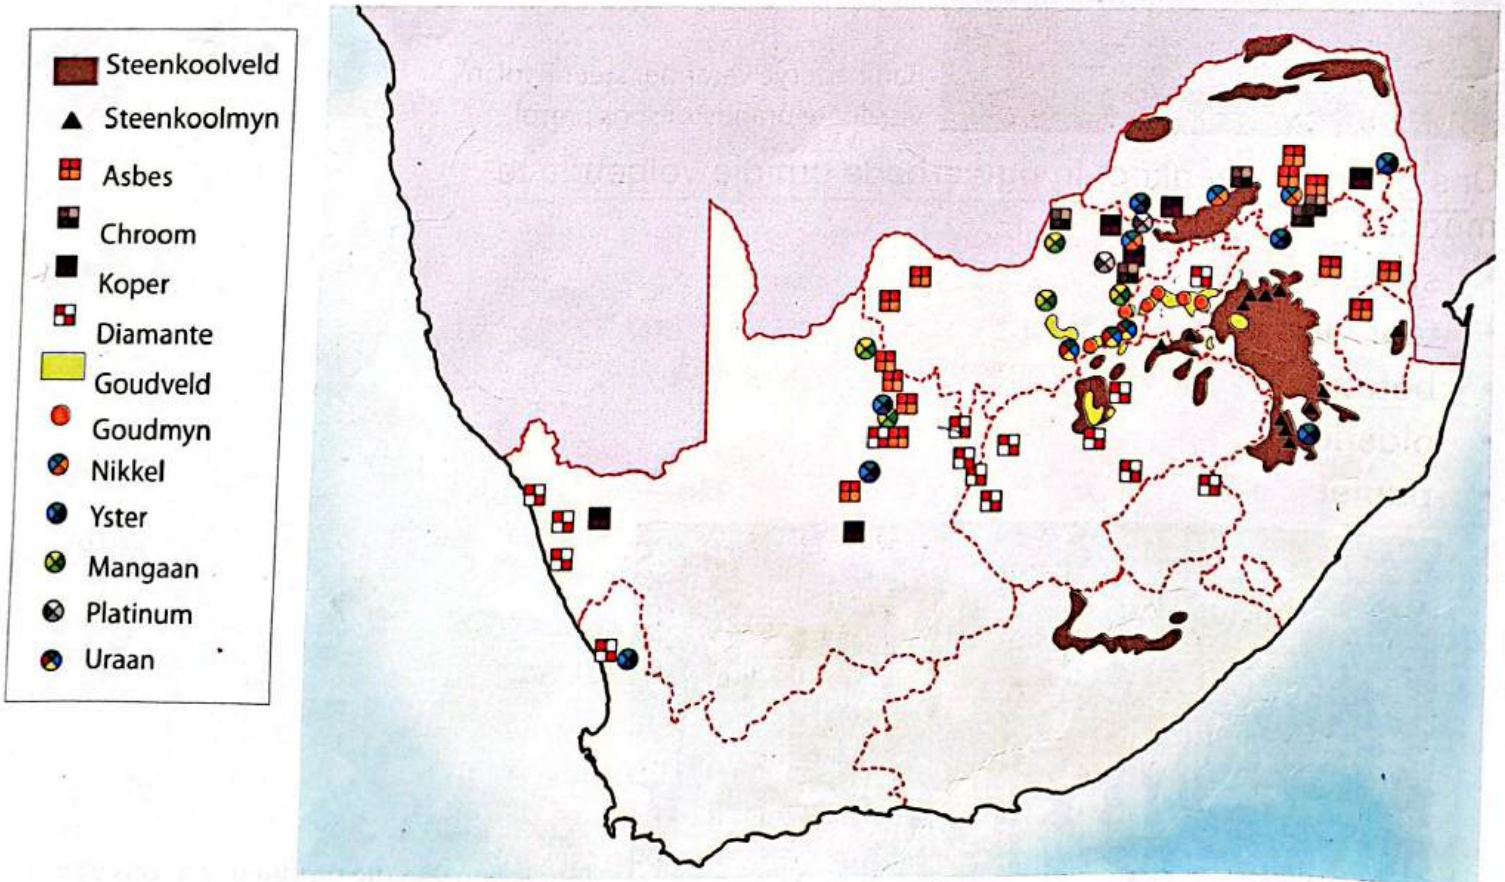 Steenkoolveld
Steenkoolmyn
Asbes
Chroom
Koper
Diamante
Goudveld
Goudmyn
Nikkel
Yster
Mangaan
Platinum
Uraan